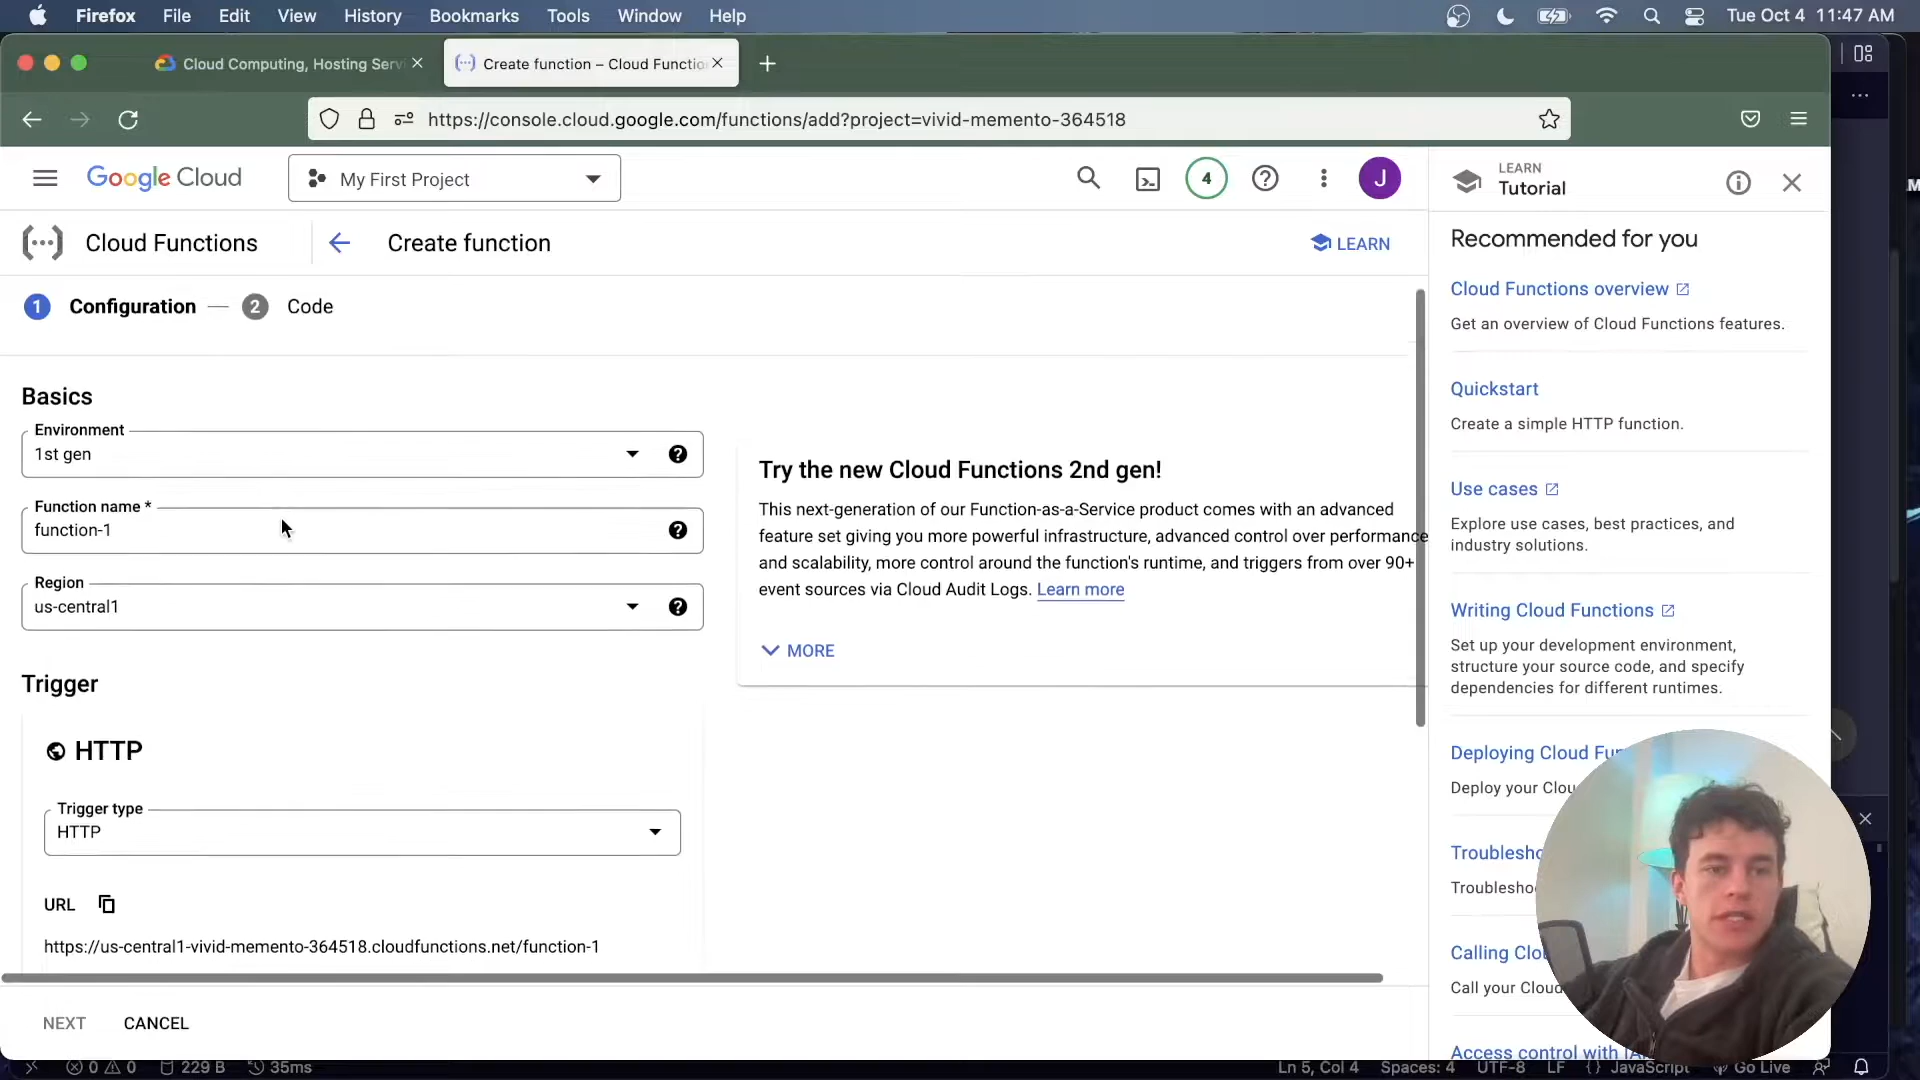 Firefox File Edit View History Bookmarks Tools Window Help
Tue Oct 4 11:47 AM
Cloud Computing, Hosting Serv
Create function – Cloud Functio
https://console.cloud.google.com/functions/add?project=vivid-memento-364518
Google Cloud
My First Project
4
J
LEARN
Tutorial
Cloud Functions
Create function
LEARN
1 Configuration — 2 Code
Basics
Environment
1st gen
Function name *
function-1
Region
us-central1
Trigger
HTTP
Trigger type
HTTP
URL
https://us-central1-vivid-memento-364518.cloudfunctions.net/function-1
NEXT CANCEL
Try the new Cloud Functions 2nd gen!
This next-generation of our Function-as-a-Service product comes with an advanced
feature set giving you more powerful infrastructure, advanced control over performance
and scalability, more control around the function's runtime, and triggers from over 90+
event sources via Cloud Audit Logs. Learn more
MORE
Recommended for you
Cloud Functions overview
Get an overview of Cloud Functions features.
Quickstart
Create a simple HTTP function.
Use cases
Explore use cases, best practices, and
industry solutions.
Writing Cloud Functions
Set up your development environment,
structure your source code, and specify
dependencies for different runtimes.
Deploying Cloud Fun
Deploy your Clou
Troublesho
Troubleshoo
Calling Clou
Call your Cloud
Access control with IA
0 0 229 B 35ms
Ln 5, Col 4 Spaces: 4 UTF-8 LF {} JavaScript Go Live